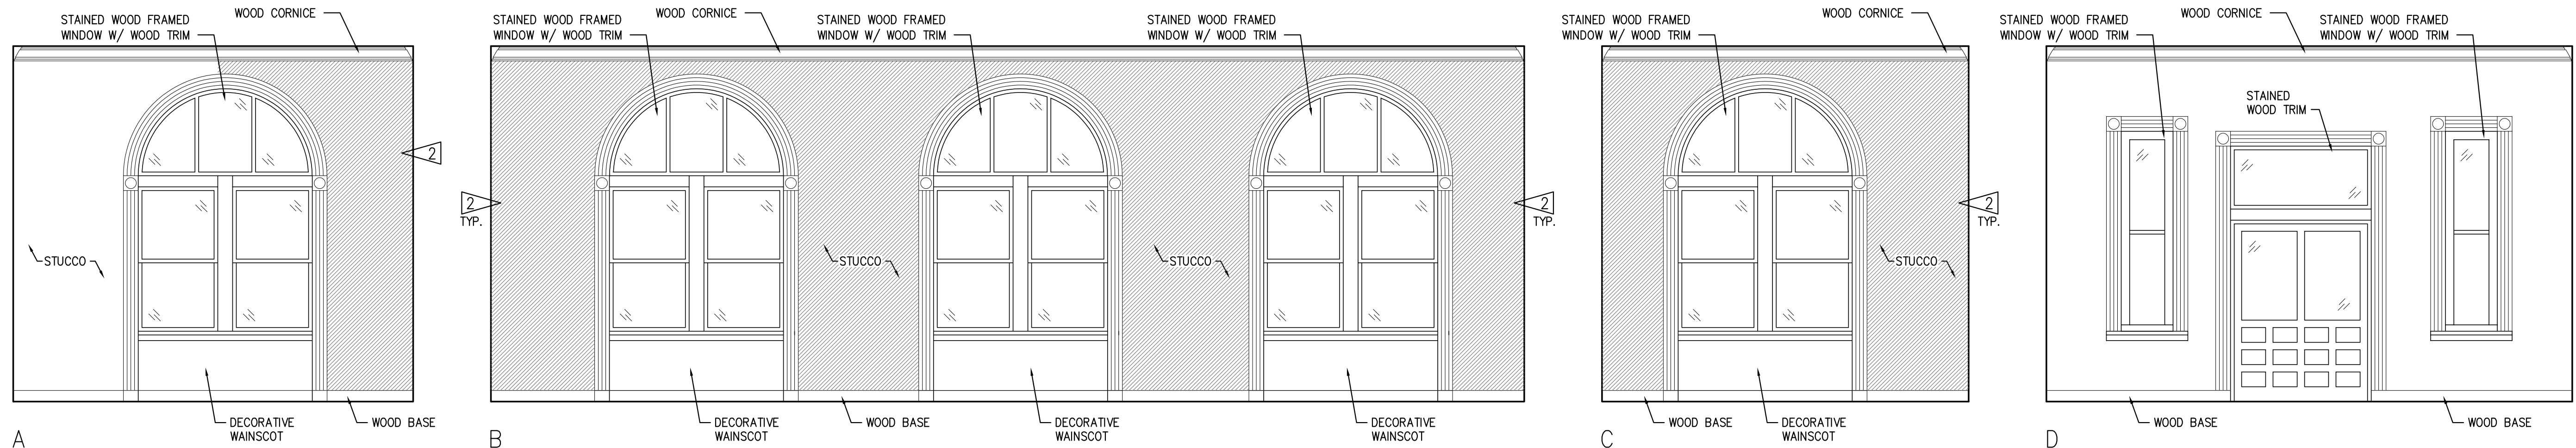 STAINED WOOD FRAMED
WINDOW W/ WOOD TRIM
WOOD CORNICE
2
STUCCO
DECORATIVE
WAINSCOT
WOOD BASE
A
STAINED WOOD FRAMED
WINDOW W/ WOOD TRIM
WOOD CORNICE
STAINED WOOD FRAMED
WINDOW W/ WOOD TRIM
STAINED WOOD FRAMED
WINDOW W/ WOOD TRIM
2
TYP.
2
TYP.
STUCCO
STUCCO
DECORATIVE
WAINSCOT
WOOD BASE
DECORATIVE
WAINSCOT
DECORATIVE
WAINSCOT
B
STAINED WOOD FRAMED
WINDOW W/ WOOD TRIM
WOOD CORNICE
2
TYP.
STUCCO
WOOD BASE
DECORATIVE
WAINSCOT
C
STAINED WOOD FRAMED
WINDOW W/ WOOD TRIM
WOOD CORNICE
STAINED WOOD FRAMED
WINDOW W/ WOOD TRIM
STAINED
WOOD TRIM
WOOD BASE
WOOD BASE
D